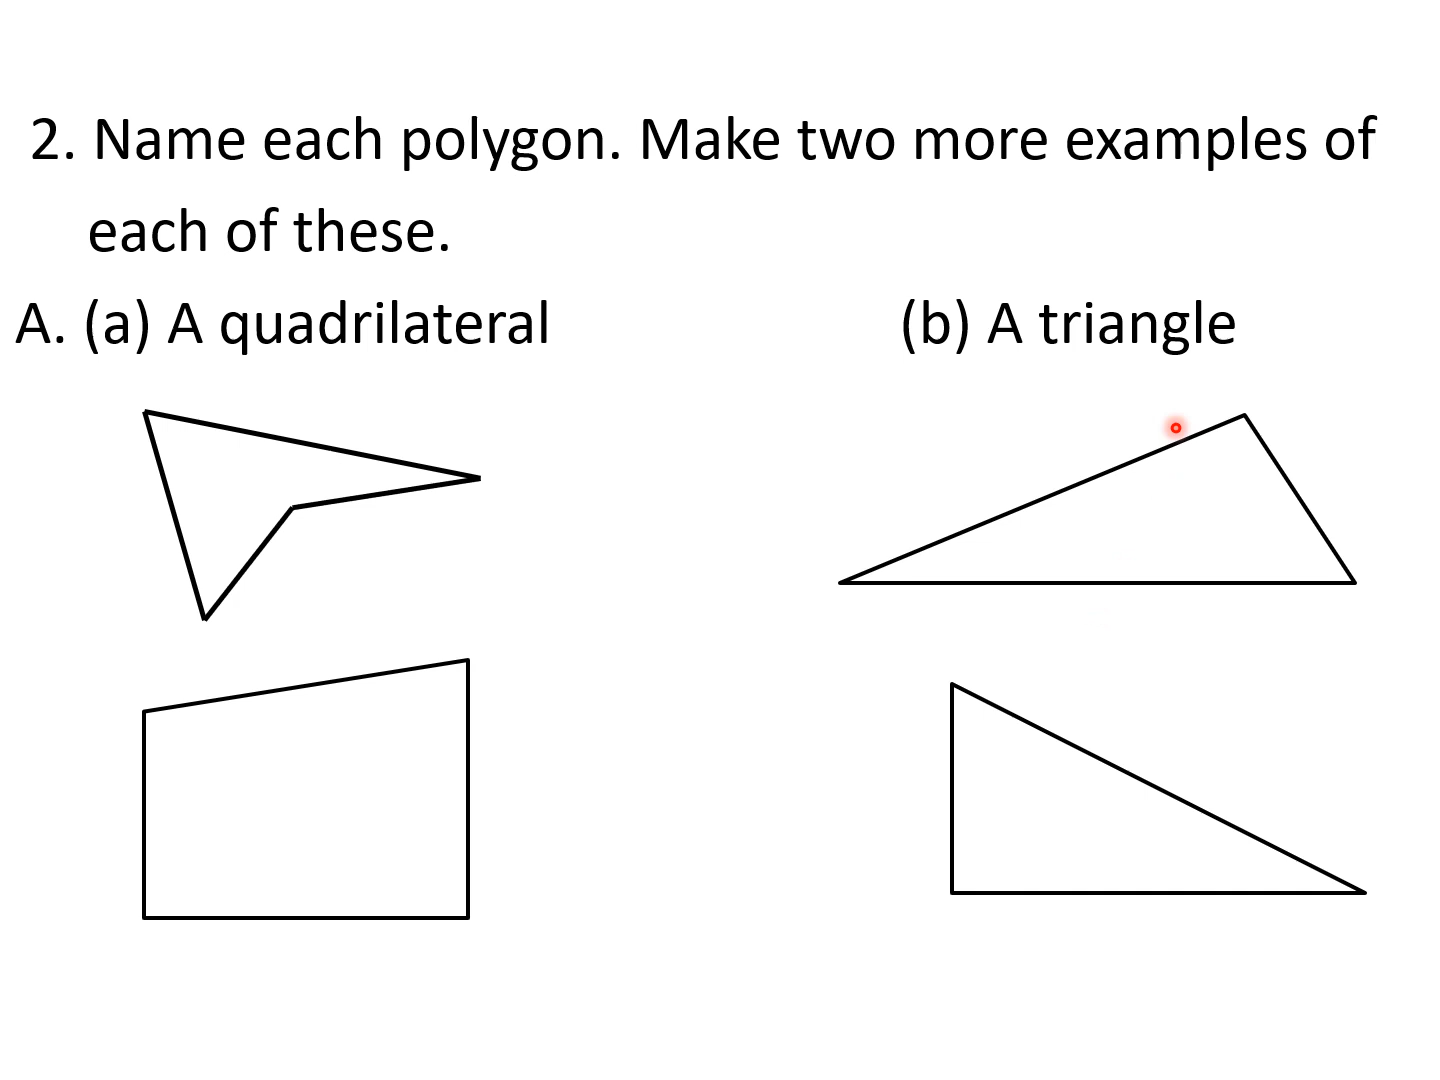 2. Name each polygon. Make two more examples of
each of these.
A. (a) A quadrilateral (b) A triangle